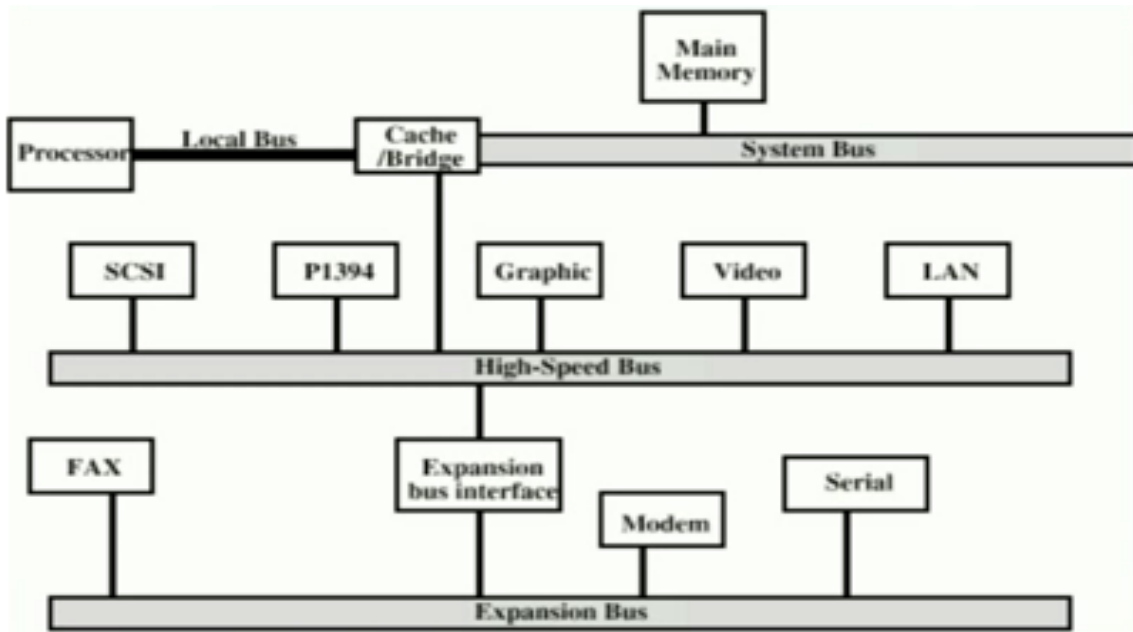 Main
Memory
Processor
Local Bus
Cache
/Bridge
System Bus
SCSI
P1394
Graphic
Video
LAN
High-Speed Bus
FAX
Expansion
bus interface
Modem
Serial
Expansion Bus